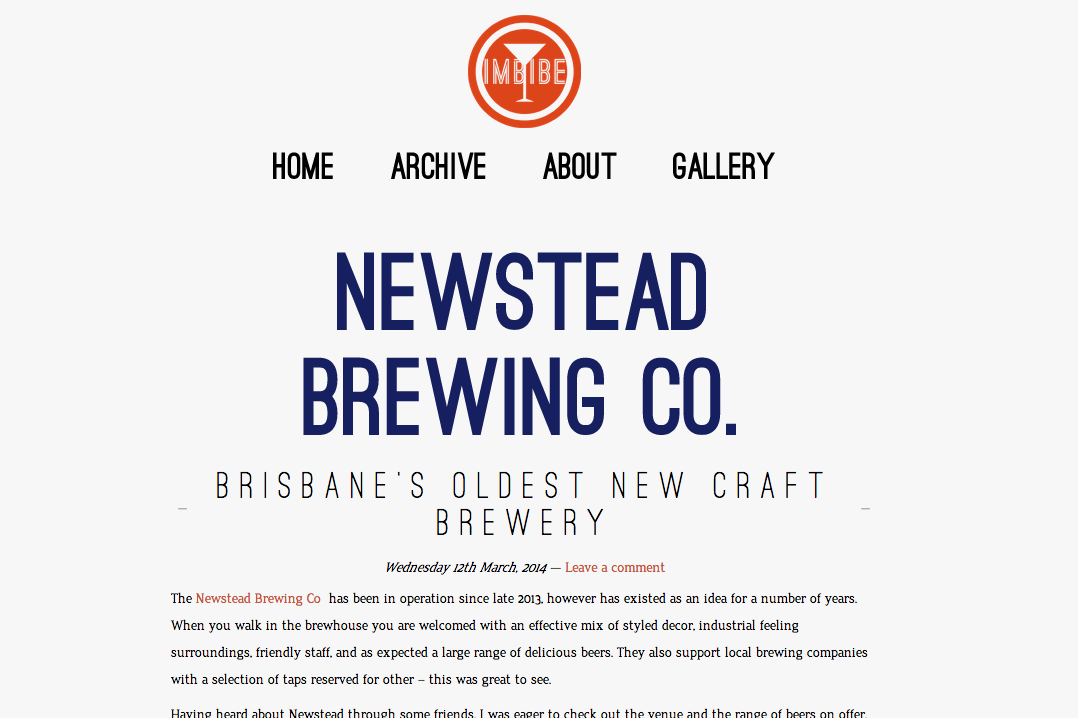 IMBIBE
HOME ARCHIVE ABOUT GALLERY
NEWSTEAD
BREWING CO.
BRISBANE'S OLDEST NEW CRAFT
BREWERY
Wednesday 12th March, 2014 — Leave a comment
The Newstead Brewing Co has been in operation since late 2013, however has existed as an idea for a number of years.
When you walk in the brewhouse you are welcomed with an effective mix of styled decor, industrial feeling
surroundings, friendly staff, and as expected a large range of delicious beers. They also support local brewing companies
with a selection of taps reserved for other – this was great to see.
Having heard about Newstead through some friends, I was eager to check out the venue and the range of beers on offer.